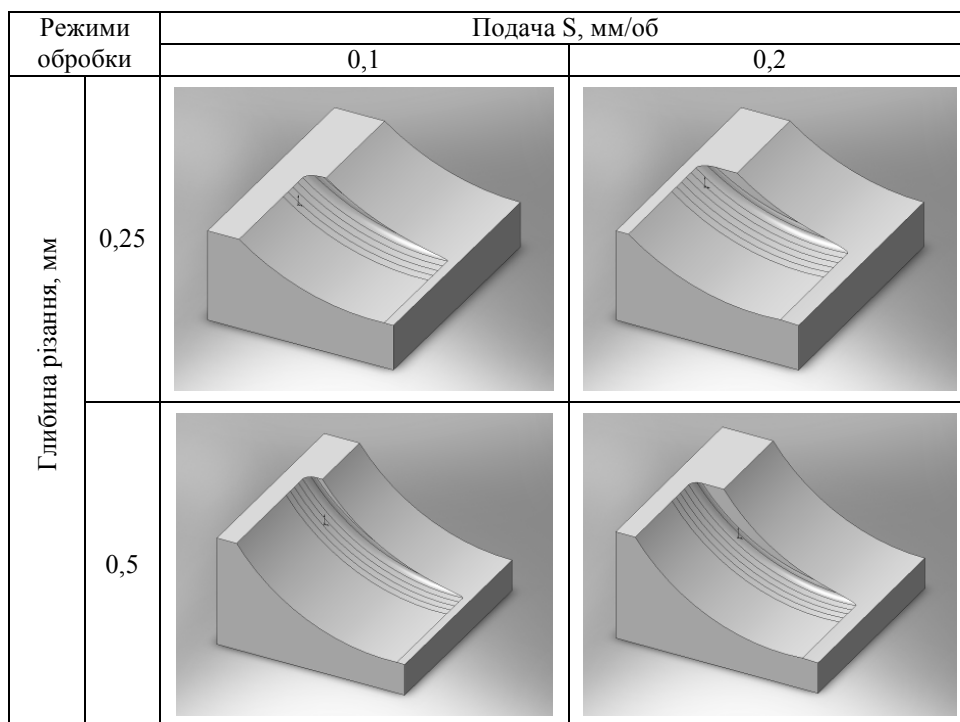 Режими
обробки
Подача S, мм/об
0,1
0,2
Глибина різання, мм
0,25
0,5